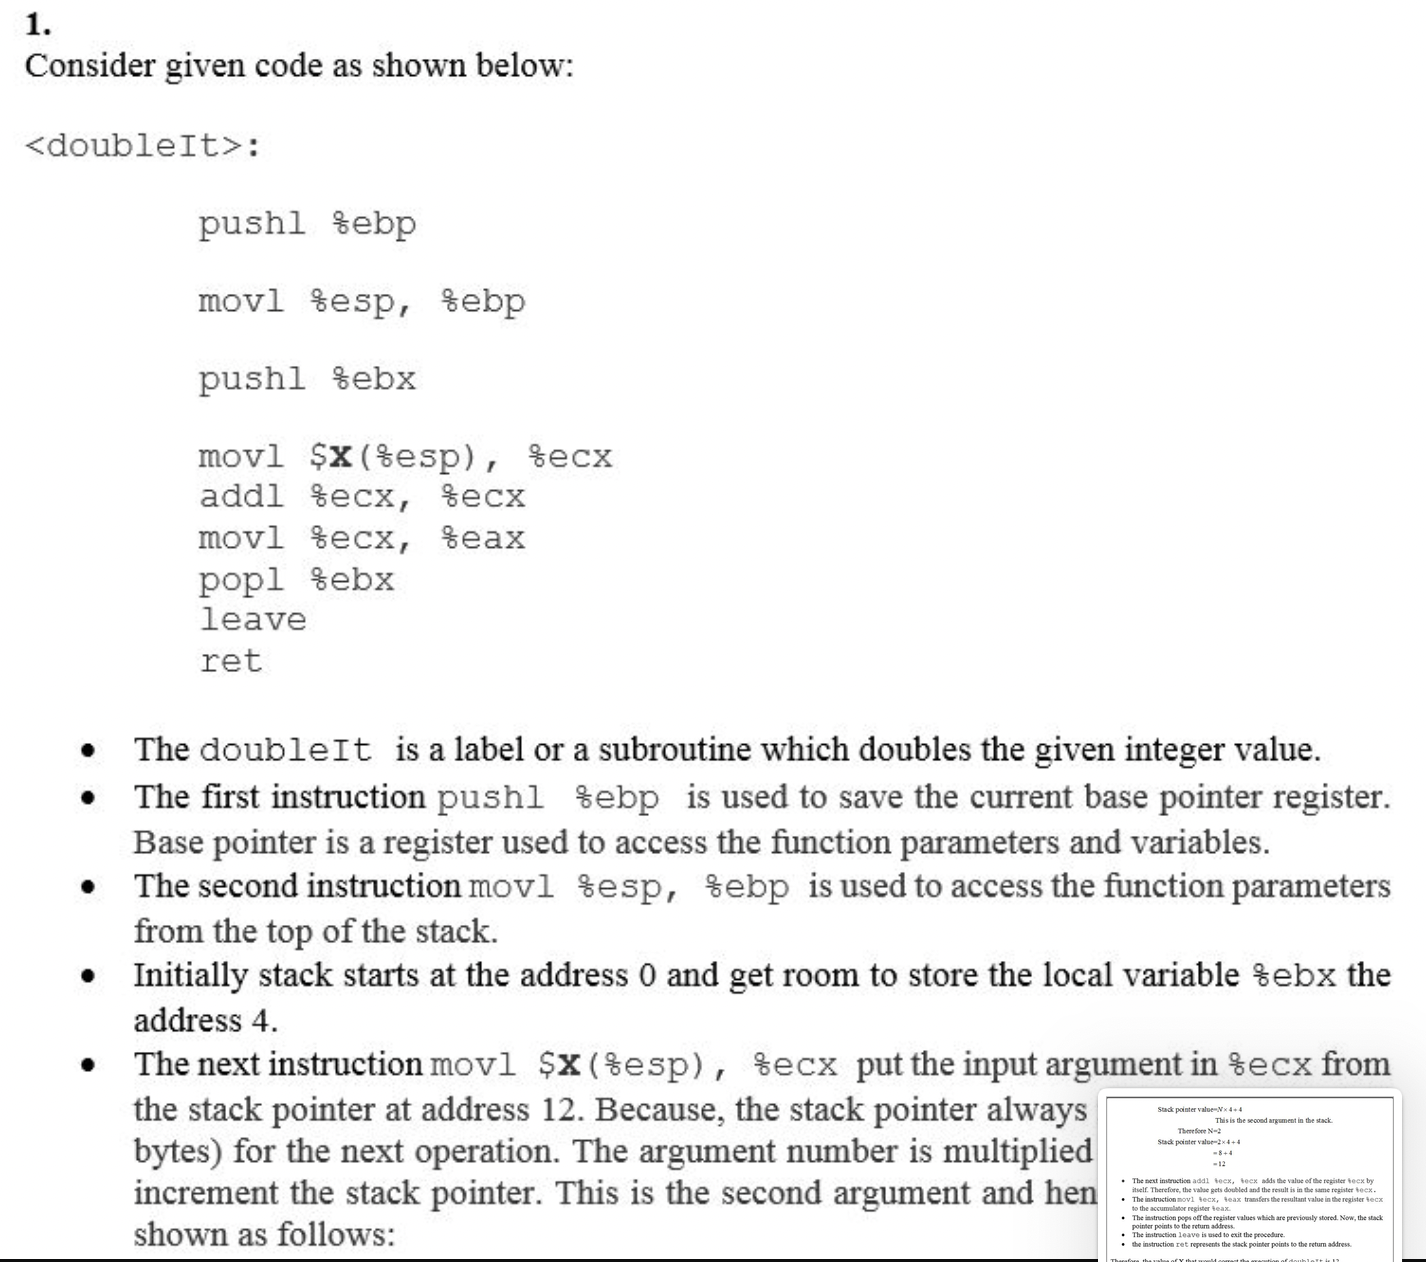 1.
Consider given code as shown below:
<doubleIt>:
pushl %ebp
movl %esp, %ebp
pushl %ebx
movl $X(%esp), %ecx
addl %ecx, %ecx
movl %ecx, %eax
popl %ebx
leave
ret
• The doubleIt is a label or a subroutine which doubles the given integer value.
• The first instruction pushl %ebp is used to save the current base pointer register.
Base pointer is a register used to access the function parameters and variables.
• The second instruction movl %esp, %ebp is used to access the function parameters
from the top of the stack.
• Initially stack starts at the address 0 and get room to store the local variable %ebx the
address 4.
• The next instruction movl $X(%esp), %ecx put the input argument in %ecx from
the stack pointer at address 12. Because, the stack pointer always
bytes) for the next operation. The argument number is multiplied
increment the stack pointer. This is the second argument and hen
shown as follows:
Stack pointer value=N×4+4
This is the second argument in the stack.
Therefore N=2
Stack pointer value=2×4+4
=8+4
=12
• The next instruction addl %ecx, %ecx adds the value of the register %ecx by
itself. Therefore, the value gets doubled and the result is in the same register %ecx.
• The instruction movl %ecx, %eax transfers the resultant value in the register %ecx
to the accumulator register %eax.
• The instruction pops off the register values which are previously stored. Now, the stack
pointer points to the return address.
• The instruction leave is used to exit the procedure.
• the instruction ret represents the stack pointer points to the return address.
Therefore, the value of X that would correct the execution of doubleIt is 12